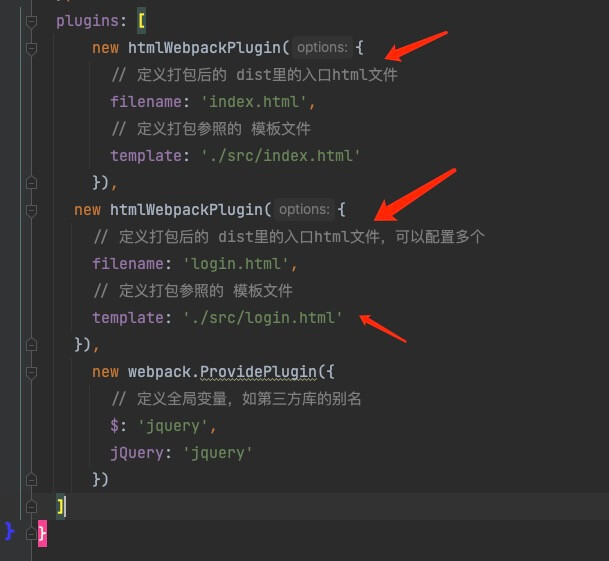 plugins: [
new htmlWebpackPlugin( options: {
// 定义打包后的 dist里的入口html文件
filename: 'index.html',
// 定义打包参照的 模板文件
template: './src/index.html'
}),
new htmlWebpackPlugin( options: {
// 定义打包后的 dist里的入口html文件，可以配置多个
filename: 'login.html',
// 定义打包参照的 模板文件
template: './src/login.html'
}),
new webpack.ProvidePlugin({
// 定义全局变量，如第三方库的别名
$: 'jquery',
jQuery: 'jquery'
})
]
} }